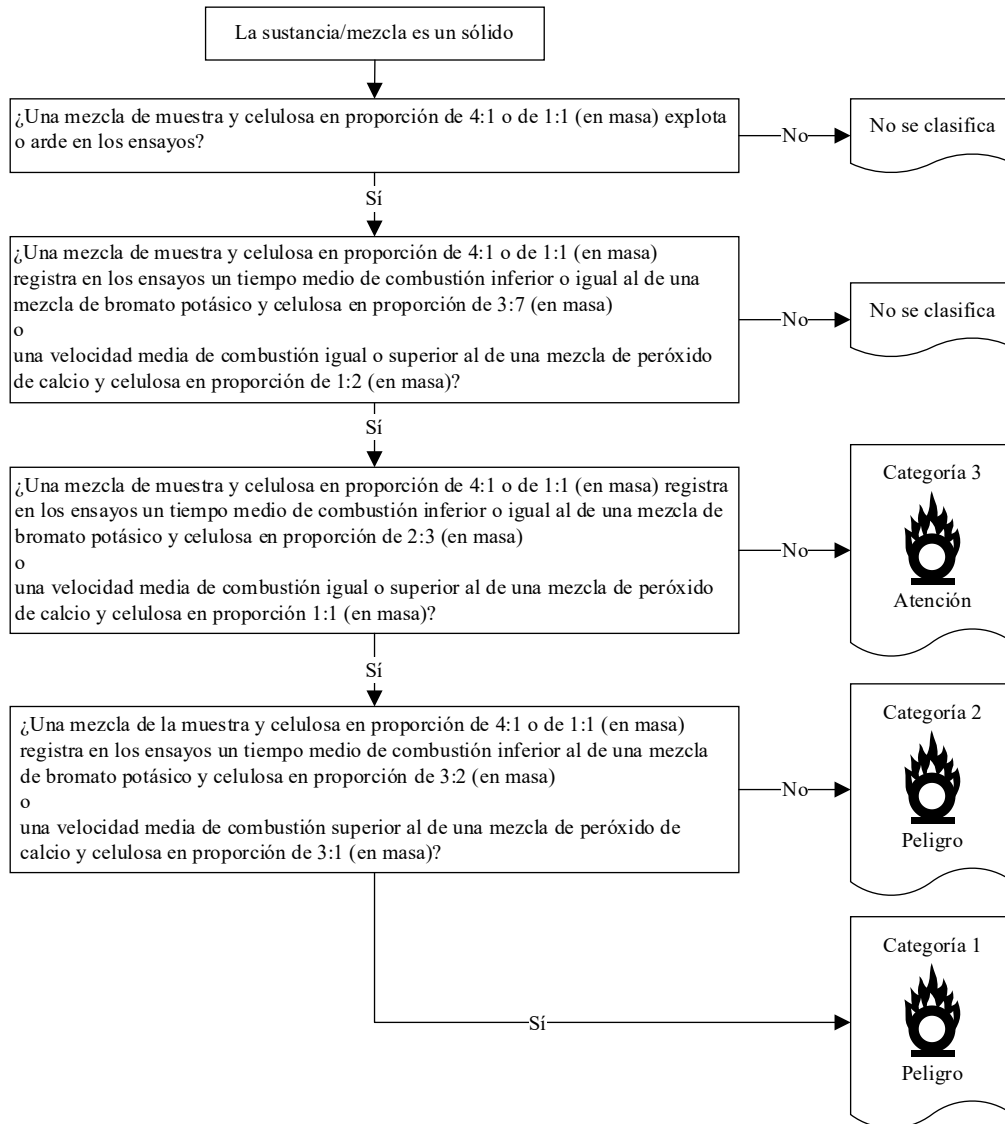 La sustancia/mezcla es un sólido
¿Una mezcla de muestra y celulosa en proporción de 4:1 o de 1:1 (en masa) explota
o arde en los ensayos?
No
No se clasifica
Sí
¿Una mezcla de muestra y celulosa en proporción de 4:1 o de 1:1 (en masa)
registra en los ensayos un tiempo medio de combustión inferior o igual al de una
mezcla de bromato potásico y celulosa en proporción de 3:7 (en masa)
o
una velocidad media de combustión igual o superior al de una mezcla de peróxido
de calcio y celulosa en proporción de 1:2 (en masa)?
No
No se clasifica
Sí
¿Una mezcla de muestra y celulosa en proporción de 4:1 o de 1:1 (en masa) registra
en los ensayos un tiempo medio de combustión inferior o igual al de una mezcla de
bromato potásico y celulosa en proporción de 2:3 (en masa)
o
una velocidad media de combustión igual o superior al de una mezcla de peróxido
de calcio y celulosa en proporción 1:1 (en masa)?
No
Categoría 3
Atención
Sí
¿Una mezcla de la muestra y celulosa en proporción de 4:1 o de 1:1 (en masa)
registra en los ensayos un tiempo medio de combustión inferior al de una mezcla
de bromato potásico y celulosa en proporción de 3:2 (en masa)
o
una velocidad media de combustión superior al de una mezcla de peróxido de
calcio y celulosa en proporción de 3:1 (en masa)?
No
Categoría 2
Peligro
Sí
Categoría 1
Peligro